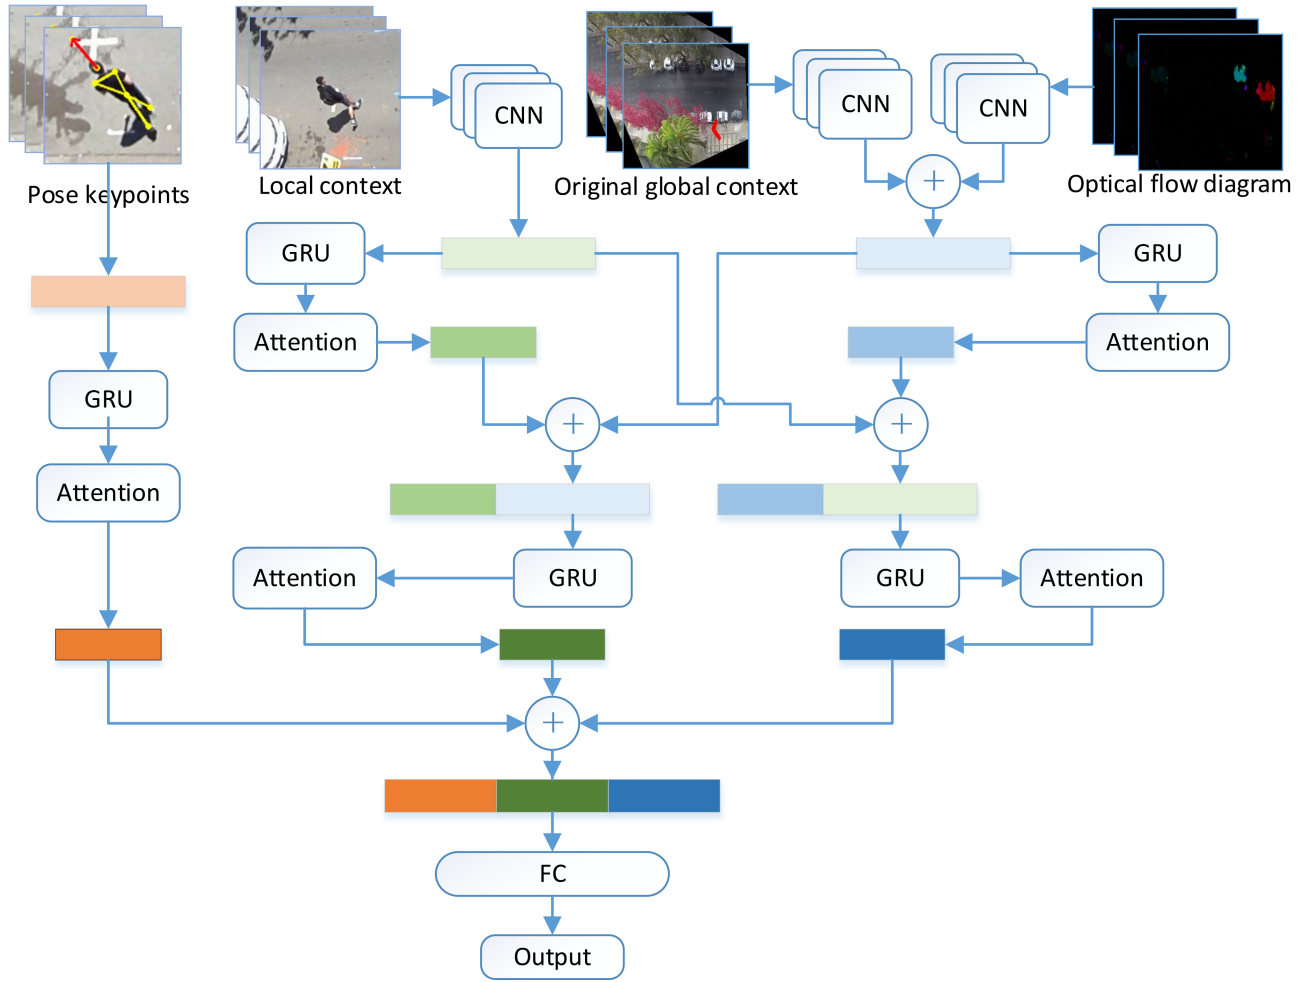 CNN
CNN
CNN
Pose keypoints
Local context
Original global context
Optical flow diagram
GRU
GRU
Attention
Attention
GRU
Attention
Attention
GRU
GRU
Attention
FC
Output